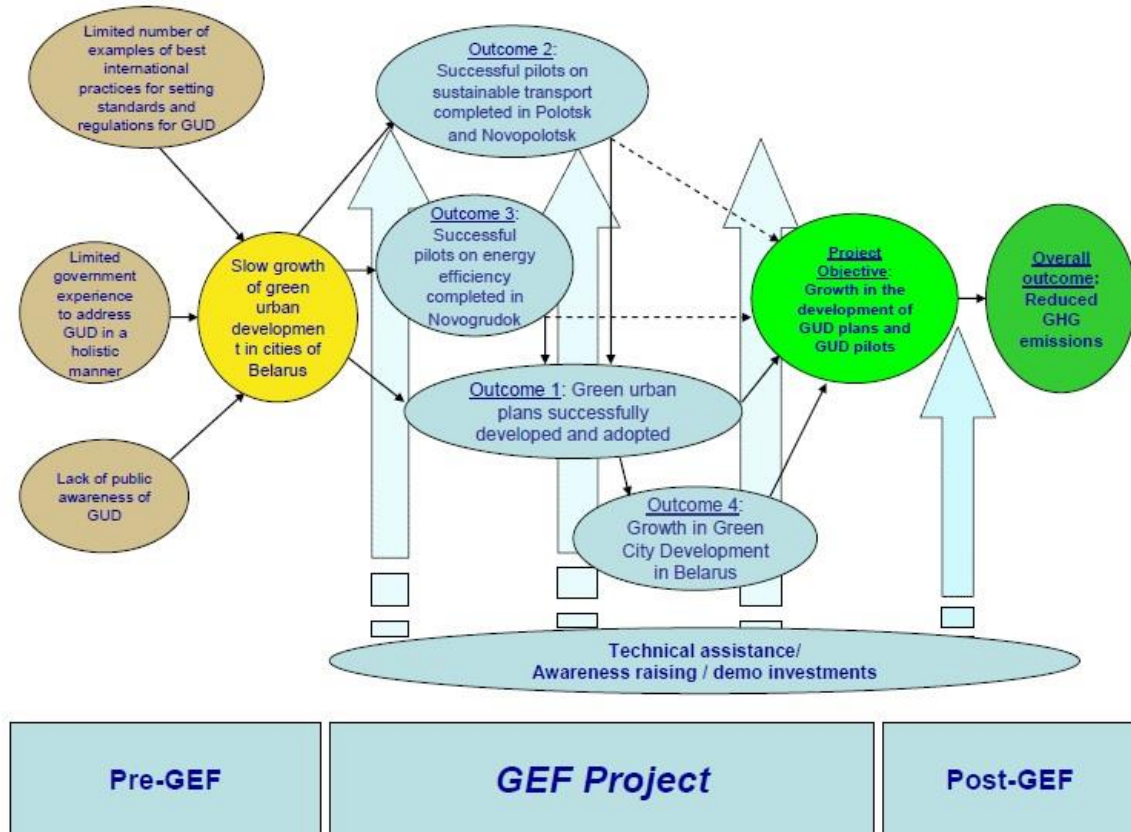 Limited number of
examples of best
international
practices for setting
standards and
regulations for GUD
Outcome 2:
Successful pilots on
sustainable transport
completed in Polotsk
and Novopolotsk
Limited
government
experience
to address
GUD in a
holistic
manner
Slow growth
of green
urban
developmen
t in cities of
Belarus
Outcome 3:
Successful
pilots on energy
efficiency
completed in
Novogrudok
Project
Objective:
Growth in the
development of
GUD plans and
GUD pilots
Overall
outcome:
Reduced
GHG
emissions
Outcome 1: Green urban
plans successfully
developed and adopted
Lack of public
awareness of
GUD
Outcome 4:
Growth in Green
City Development
in Belarus
Technical assistance/
Awareness raising / demo investments
Pre-GEF
GEF Project
Post-GEF